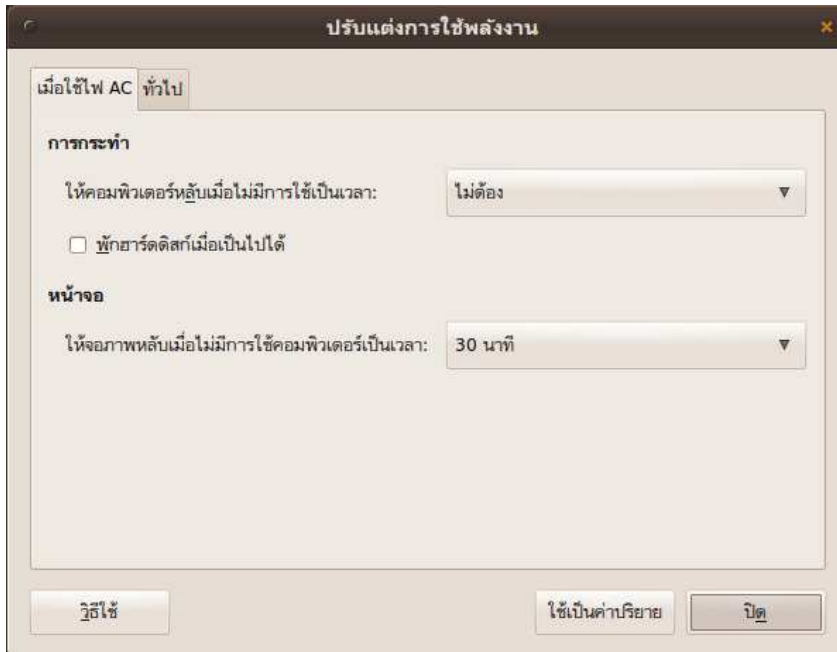 ปรับแต่งการใช้พลังงาน
เมื่อใช้ไฟ AC ทั่วไป
การกระทำ
ให้คอมพิวเตอร์หลับเมื่อไม่มีการใช้เป็นเวลา: ไม่ต้อง
พักฮาร์ดดิสก์เมื่อเป็นไปได้
หน้าจอ
ให้จอภาพหลับเมื่อไม่มีการใช้คอมพิวเตอร์เป็นเวลา: 30 นาที
วิธีใช้ ใช้เป็นค่าปริยาย ปิด